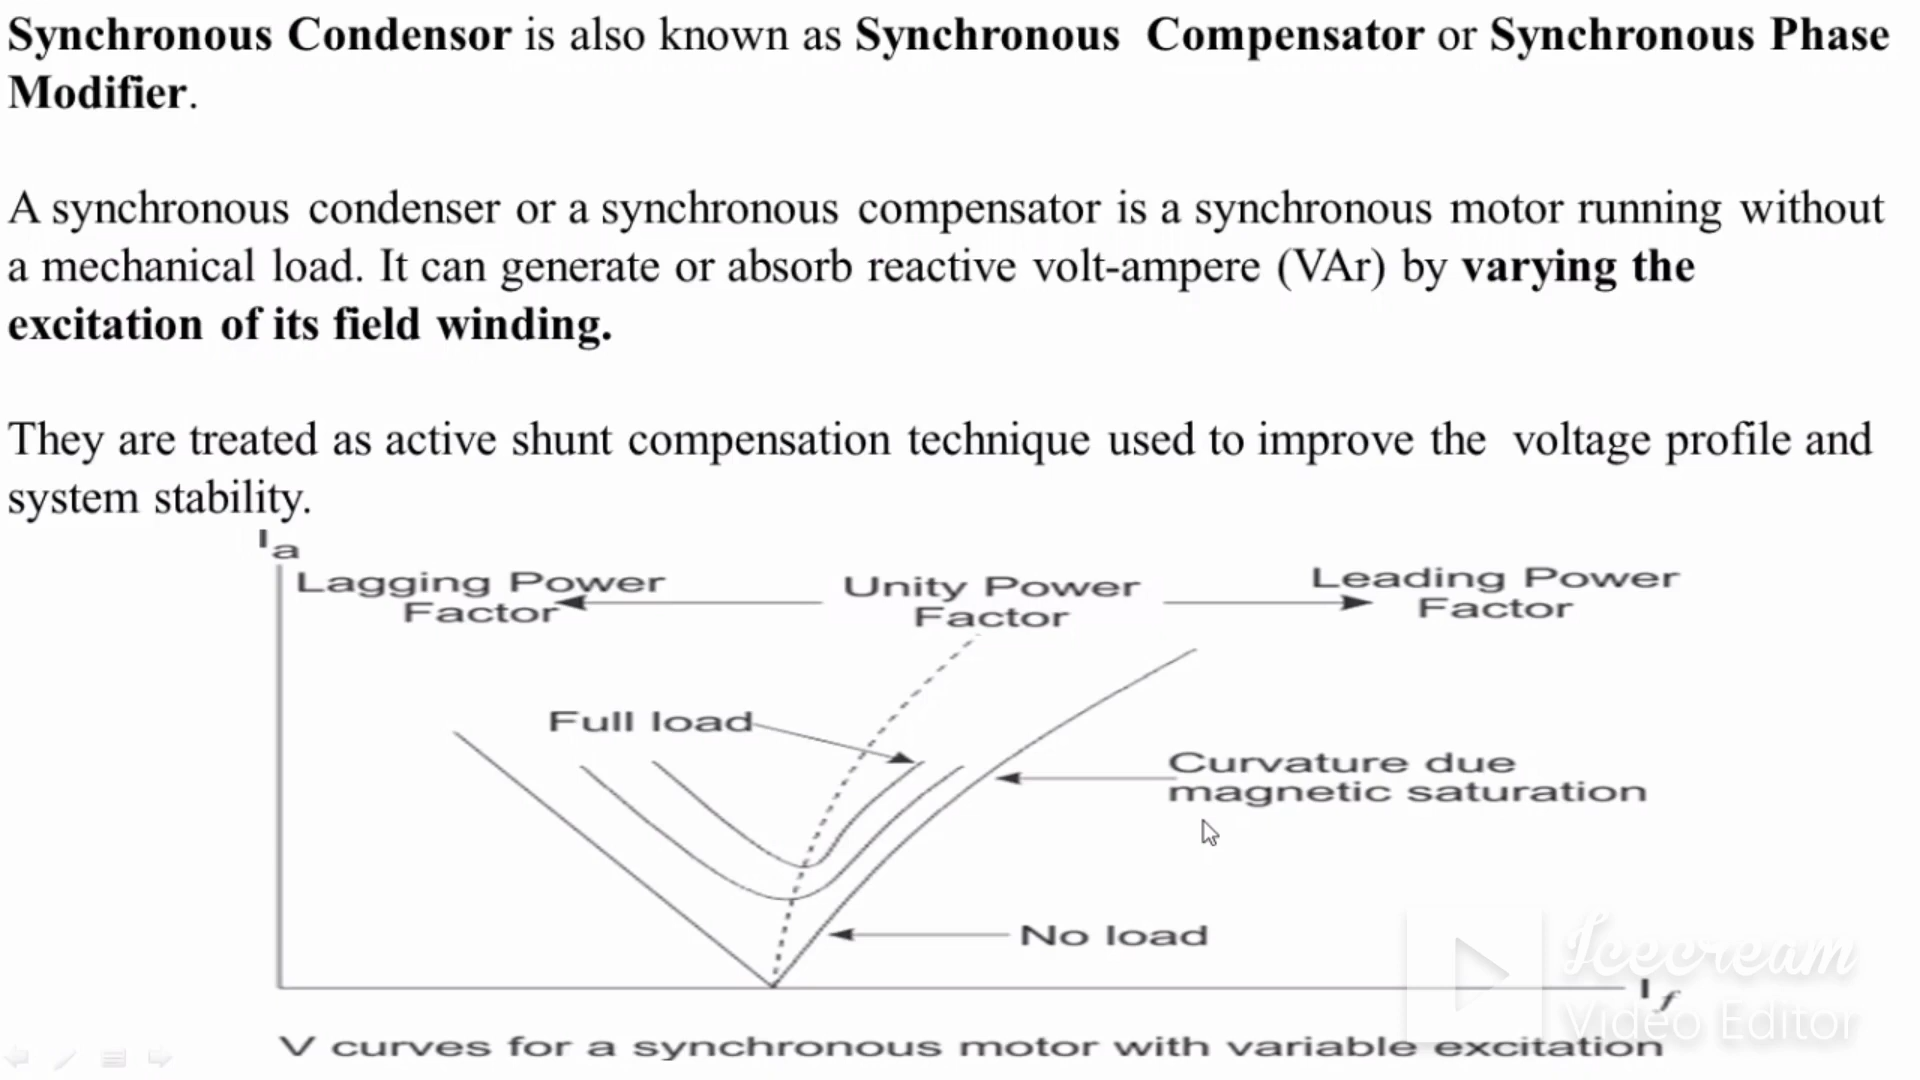 Synchronous Condensor is also known as Synchronous Compensator or Synchronous Phase
Modifier.
A synchronous condenser or a synchronous compensator is a synchronous motor running without
a mechanical load. It can generate or absorb reactive volt-ampere (VAr) by varying the
excitation of its field winding.
They are treated as active shunt compensation technique used to improve the voltage profile and
system stability.
Ia
Lagging Power
Factor
Unity Power
Factor
Leading Power
Factor
Full load
Curvature due
magnetic saturation
No load
If
V curves for a synchronous motor with variable excitation
Icecream
Video Editor